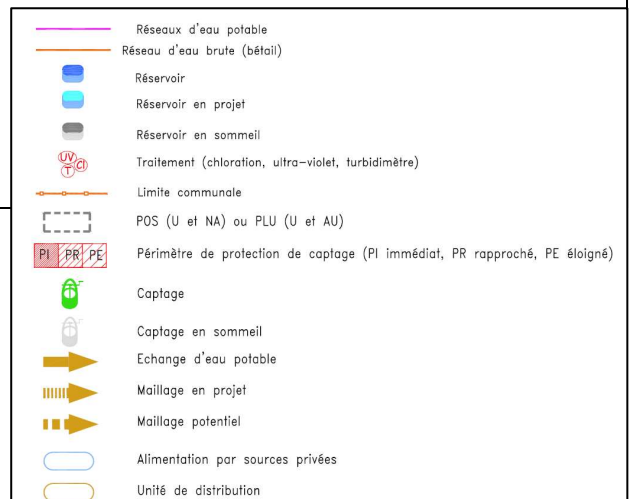 Réseaux d'eau potable
Réseau d'eau brute (bétail)
Réservoir
Réservoir en projet
Réservoir en sommeil
UV Cl T Traitement (chloration, ultra-violet, turbidimètre)
Limite communale
POS (U et NA) ou PLU (U et AU)
PI PR PE Périmètre de protection de captage (PI immédiat, PR rapproché, PE éloigné)
Captage
Captage en sommeil
Echange d'eau potable
Maillage en projet
Maillage potentiel
Alimentation par sources privées
Unité de distribution